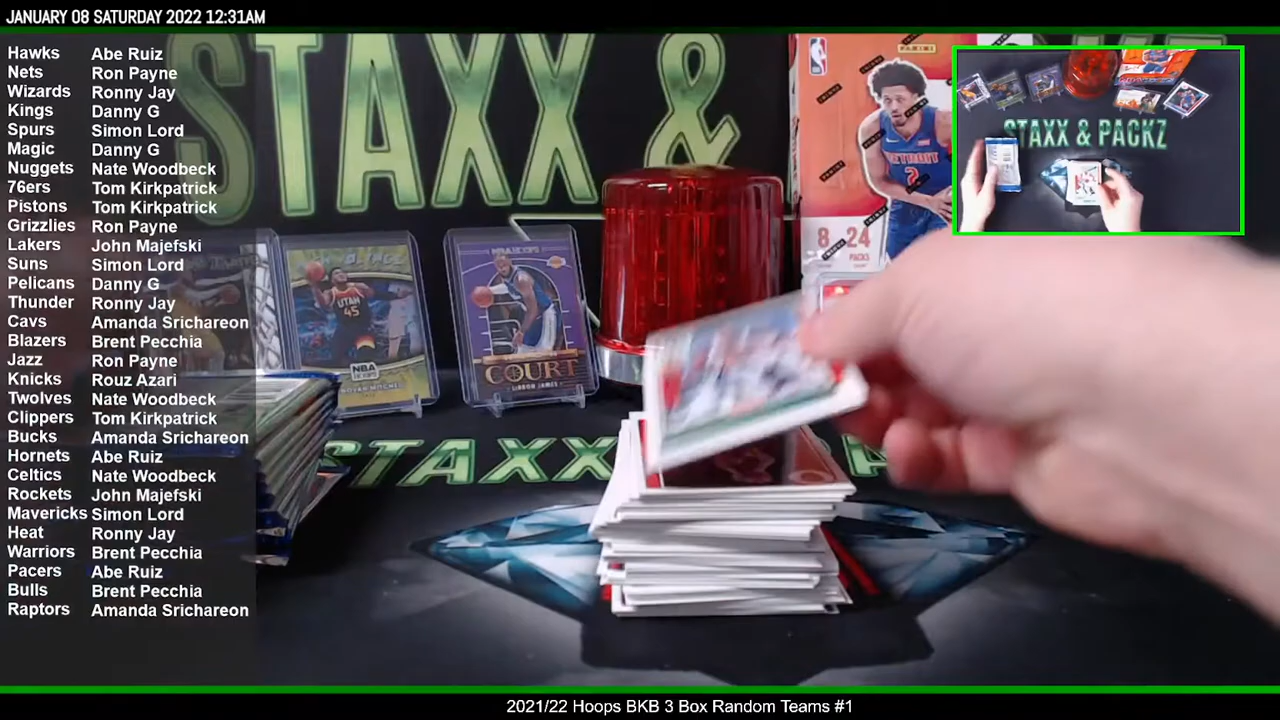 JANUARY 08 SATURDAY 2022 12:31AM
Hawks Abe Ruiz
Nets Ron Payne
Wizards Ronny Jay
Kings Danny G
Spurs Simon Lord
Magic Danny G
Nuggets Nate Woodbeck
76ers Tom Kirkpatrick
Pistons Tom Kirkpatrick
Grizzlies Ron Payne
Lakers John Majefski
Suns Simon Lord
Pelicans Danny G
Thunder Ronny Jay
Cavs Amanda Srichareon
Blazers Brent Pecchia
Jazz Ron Payne
Knicks Rouz Azari
Twolves Nate Woodbeck
Clippers Tom Kirkpatrick
Bucks Amanda Srichareon
Hornets Abe Ruiz
Celtics Nate Woodbeck
Rockets John Majefski
Mavericks Simon Lord
Heat Ronny Jay
Warriors Brent Pecchia
Pacers Abe Ruiz
Bulls Brent Pecchia
Raptors Amanda Srichareon
STAXX &
PANINI
DETROIT
2
8 24
PACKS
STAXX & PACKZ
UTAH
45
NBA
NBA HOOPS
COURT
LEBRON JAMES
STAXX
2021/22 Hoops BKB 3 Box Random Teams #1